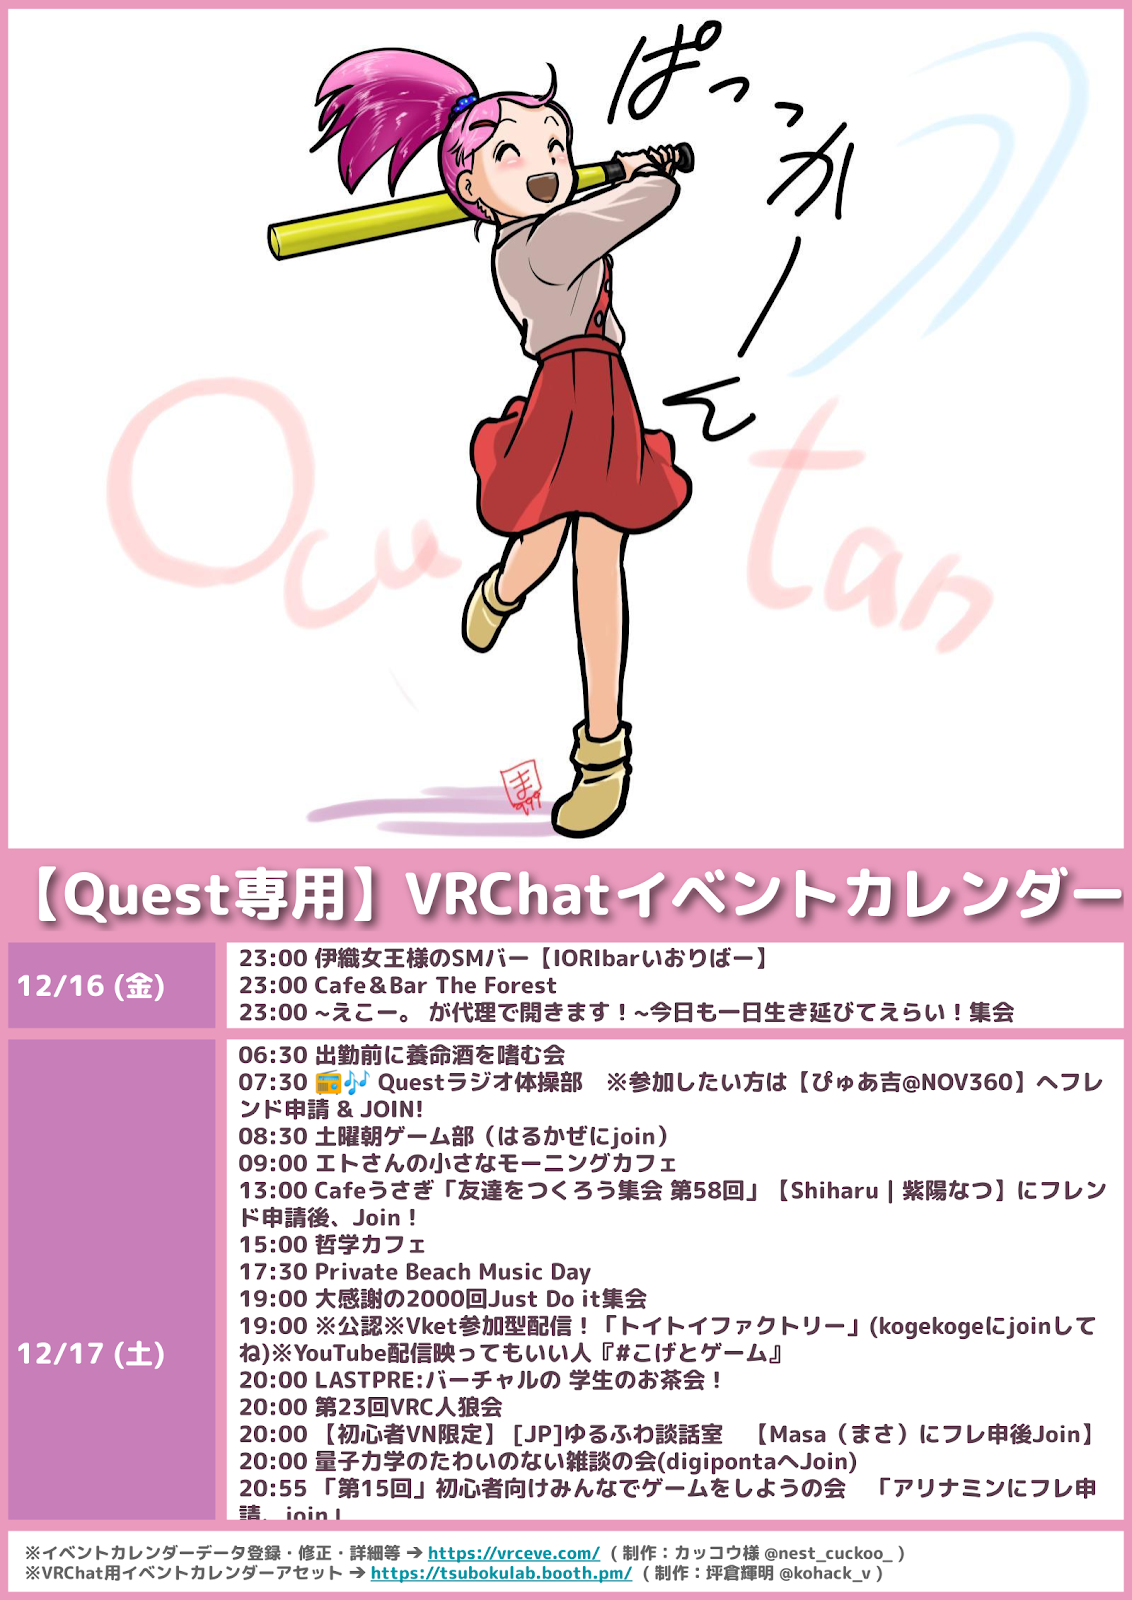 ぱっっかーん
Ocu tan
ま
999
【Quest専用】VRChatイベントカレンダー
12/16 (金)
23:00 伊織女王様のSMバー【IORIbarいおりばー】
23:00 Cafe＆Bar The Forest
23:00 ~えこー。 が代理で開きます！~今日も一日生き延びてえらい！集会
12/17 (土)
06:30 出勤前に養命酒を嗜む会
07:30 📻🎶 Questラジオ体操部　※参加したい方は【ぴゅあ吉@NOV360】へフレ
ンド申請 & JOIN!
08:30 土曜朝ゲーム部（はるかぜにjoin）
09:00 エトさんの小さなモーニングカフェ
13:00 Cafeうさぎ「友達をつくろう集会 第58回」【Shiharu | 紫陽なつ】にフレン
ド申請後、Join！
15:00 哲学カフェ
17:30 Private Beach Music Day
19:00 大感謝の2000回Just Do it集会
19:00 ※公認※Vket参加型配信！「トイトイファクトリー」(kogekogeにjoinして
ね)※YouTube配信映ってもいい人『#こげとゲーム』
20:00 LASTPRE:バーチャルの 学生のお茶会！
20:00 第23回VRC人狼会
20:00 【初心者VN限定】 [JP]ゆるふわ談話室　【Masa（まさ）にフレ申後Join】
20:00 量子力学のたわいのない雑談の会(digipontaへJoin)
20:55 「第15回」初心者向けみんなでゲームをしようの会　「アリナミンにフレ申
請、join！
※イベントカレンダーデータ登録・修正・詳細等 ➔ https://vrceve.com/ ( 制作：カッコウ様 @nest_cuckoo_ )
※VRChat用イベントカレンダーアセット ➔ https://tsubokulab.booth.pm/ ( 制作：坪倉輝明 @kohack_v )